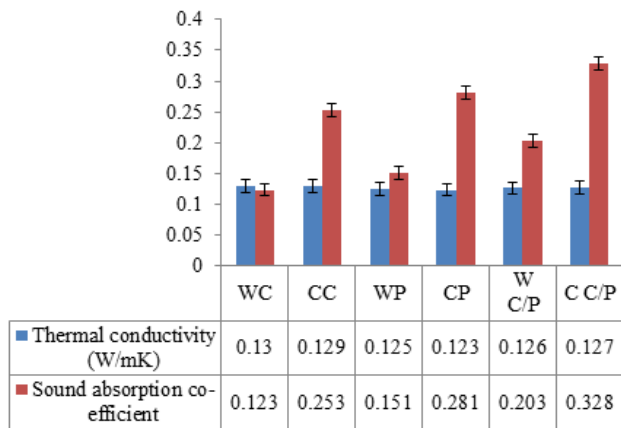 0.4
0.35
0.3
0.25
0.2
0.15
0.1
0.05
0
WC CC WP CP W C C/P
C/P
Thermal conductivity 0.13 0.129 0.125 0.123 0.126 0.127
(W/mK)
Sound absorption co- 0.123 0.253 0.151 0.281 0.203 0.328
efficient